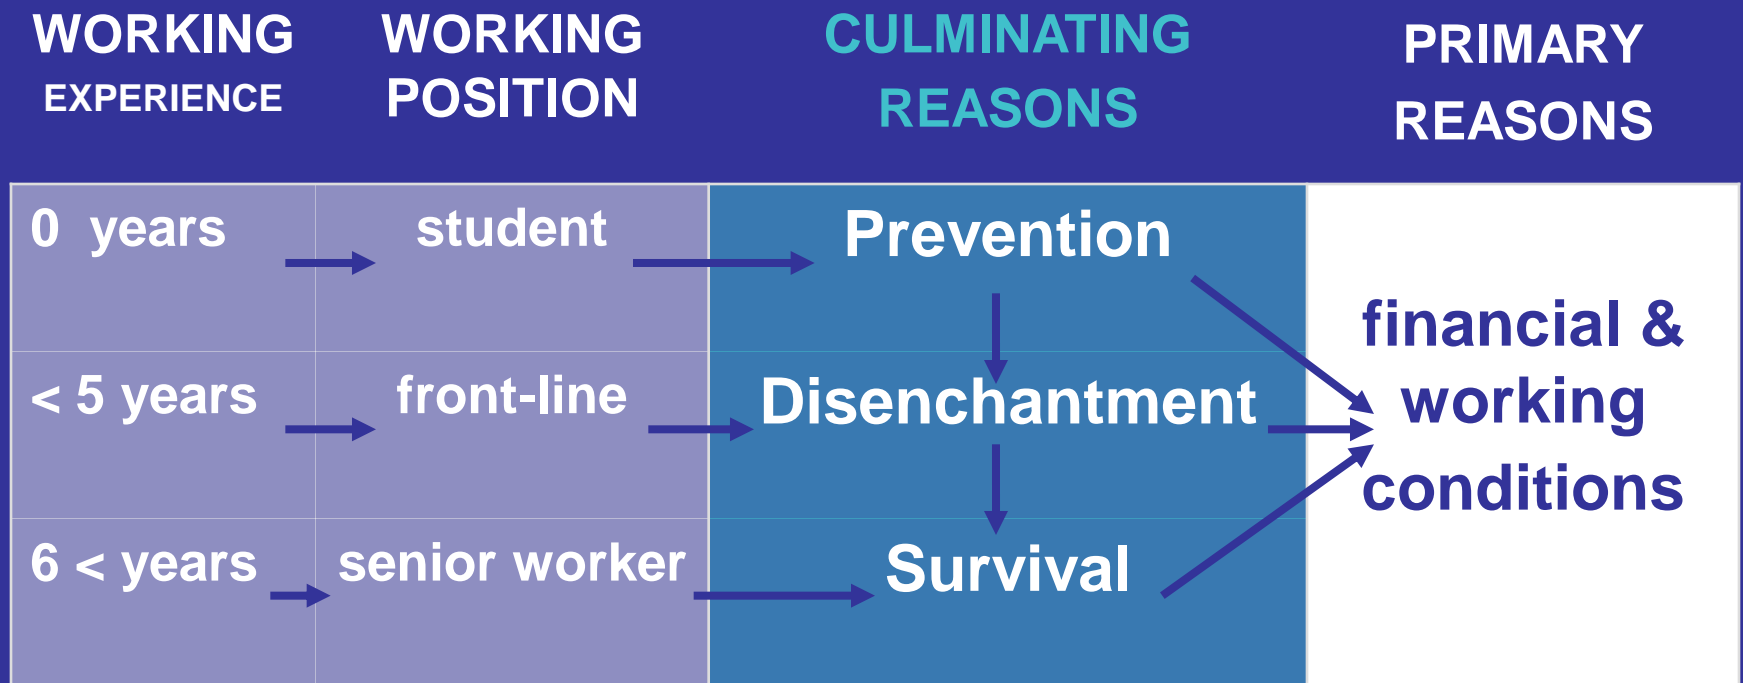 WORKING
EXPERIENCE
WORKING
POSITION
CULMINATING
REASONS
PRIMARY
REASONS
0 years
student
Prevention
< 5 years
front-line
Disenchantment
6 < years
senior worker
Survival
financial &
working
conditions